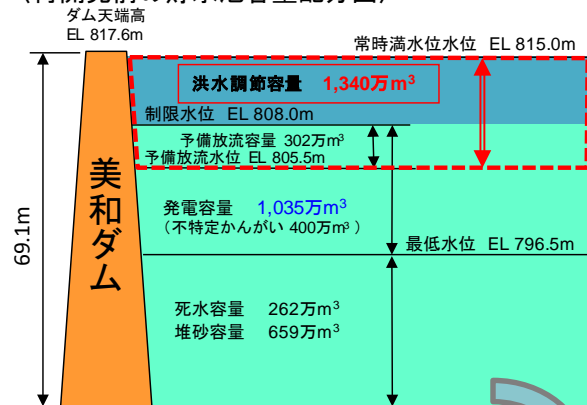 ダム天端高
EL 817.6m
常時満水位水位 EL 815.0m
洪水調節容量 1,340万m³
制限水位 EL 808.0m
予備放流容量 302万m³
予備放流水位 EL 805.5m
美和ダム
69.1m
発電容量 1,035万m³
(不特定かんがい 400万m³)
最低水位 EL 796.5m
死水容量 262万m³
堆砂容量 659万m³